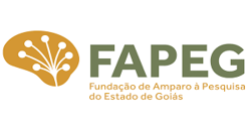 FAPEG
Fundação de Amparo à Pesquisa
do Estado de Goiás